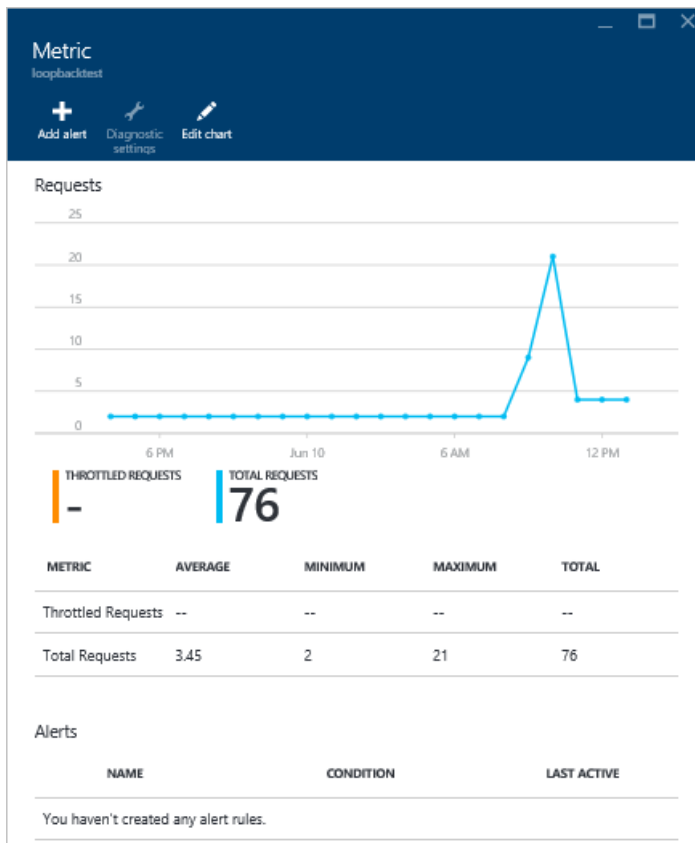 Metric
loopbacktest
Add alert
Diagnostic settings
Edit chart
Requests
25
20
15
10
5
0
6 PM Jun 10 6 AM 12 PM
THROTTLED REQUESTS TOTAL REQUESTS
- 76
METRIC AVERAGE MINIMUM MAXIMUM TOTAL
Throttled Requests -- -- -- --
Total Requests 3.45 2 21 76
Alerts
NAME CONDITION LAST ACTIVE
You haven't created any alert rules.